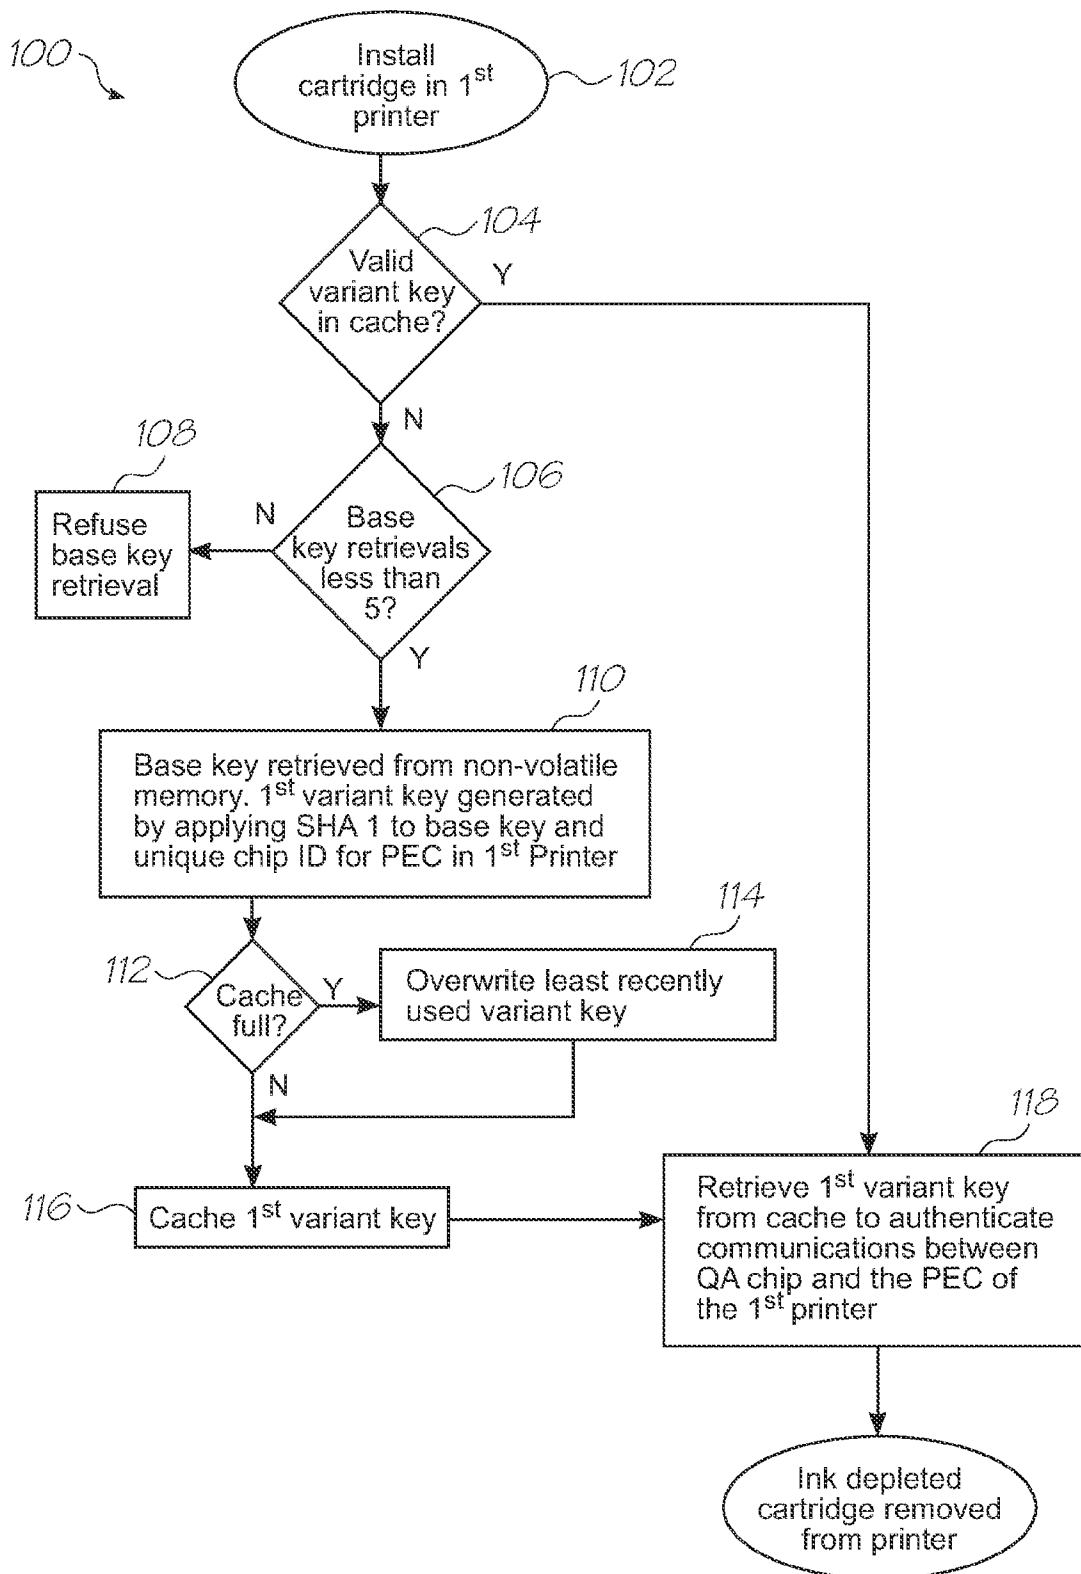 100
Install
cartridge in 1st
printer
102
104
Valid
variant key
in cache?
Y
N
108
106
Refuse
base key
retrieval
N
Base
key retrievals
less than
5?
Y
110
Base key retrieved from non-volatile
memory. 1st variant key generated
by applying SHA 1 to base key and
unique chip ID for PEC in 1st Printer
114
112
Cache
full?
Y
Overwrite least recently
used variant key
N
118
116
Cache 1st variant key
Retrieve 1st variant key
from cache to authenticate
communications between
QA chip and the PEC of
the 1st printer
Ink depleted
cartridge removed
from printer